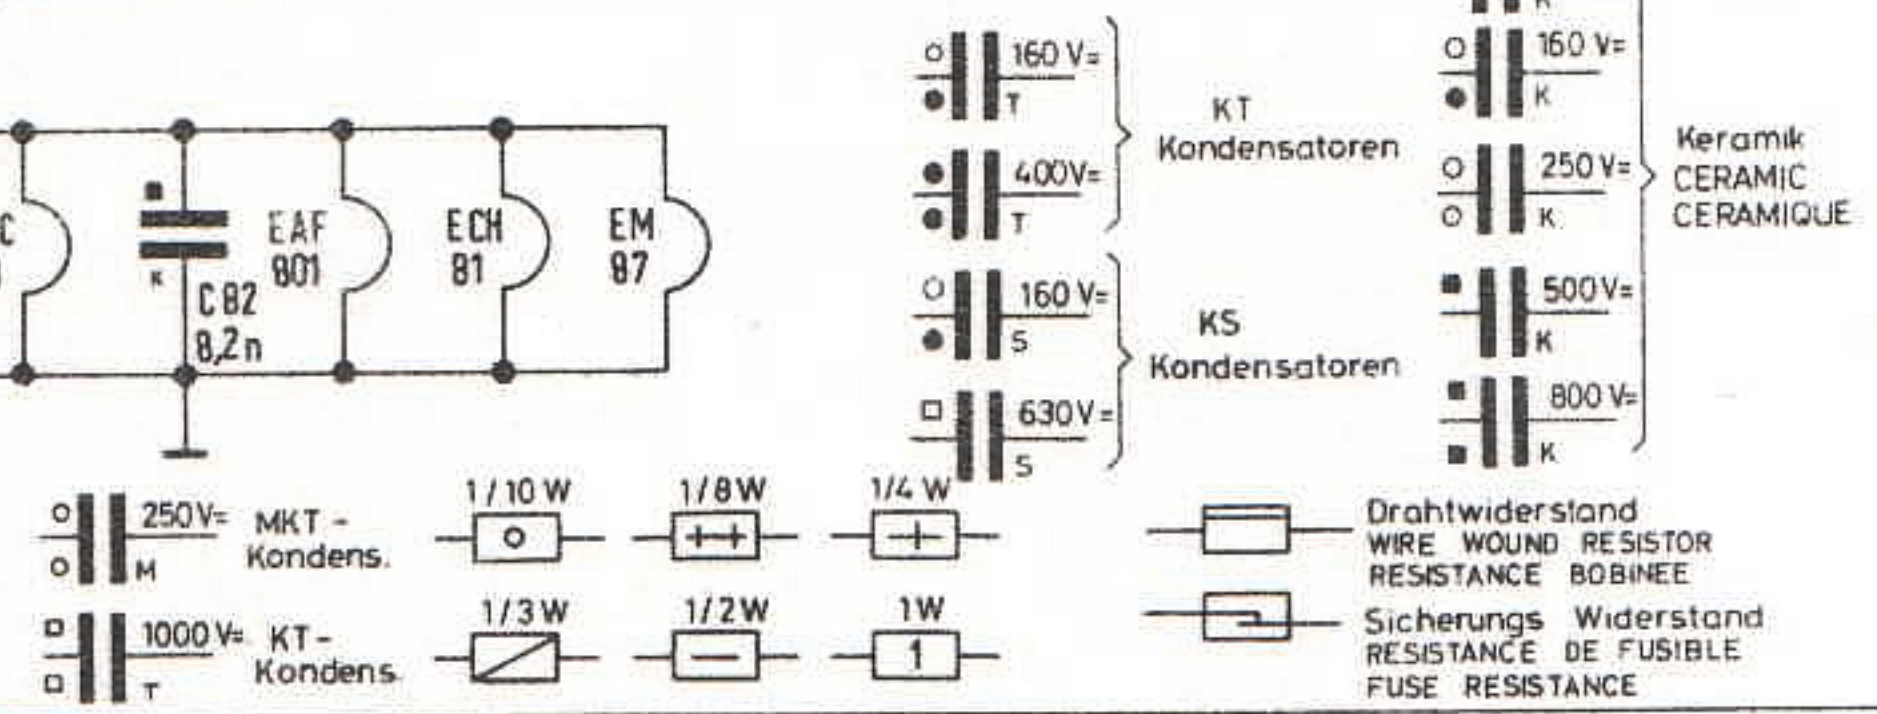 C
EAF
801
ECH
81
EM
87
K
C82
8,2n
160 V=
T
400V=
T
KT
Kondensatoren
160 V=
S
630V=
S
KS
Kondensatoren
K
160 V=
K
250 V=
K
500V=
K
800 V=
K
Keramik
CERAMIC
CERAMIQUE
250V=
M
MKT -
Kondens.
1000 V=
T
KT-
Kondens.
1/10 W
1/8W
1/4 W
1/3 W
1/2W
1W
1
Drahtwiderstand
WIRE WOUND RESISTOR
RESISTANCE BOBINEE
Sicherungs Widerstand
RESISTANCE DE FUSIBLE
FUSE RESISTANCE